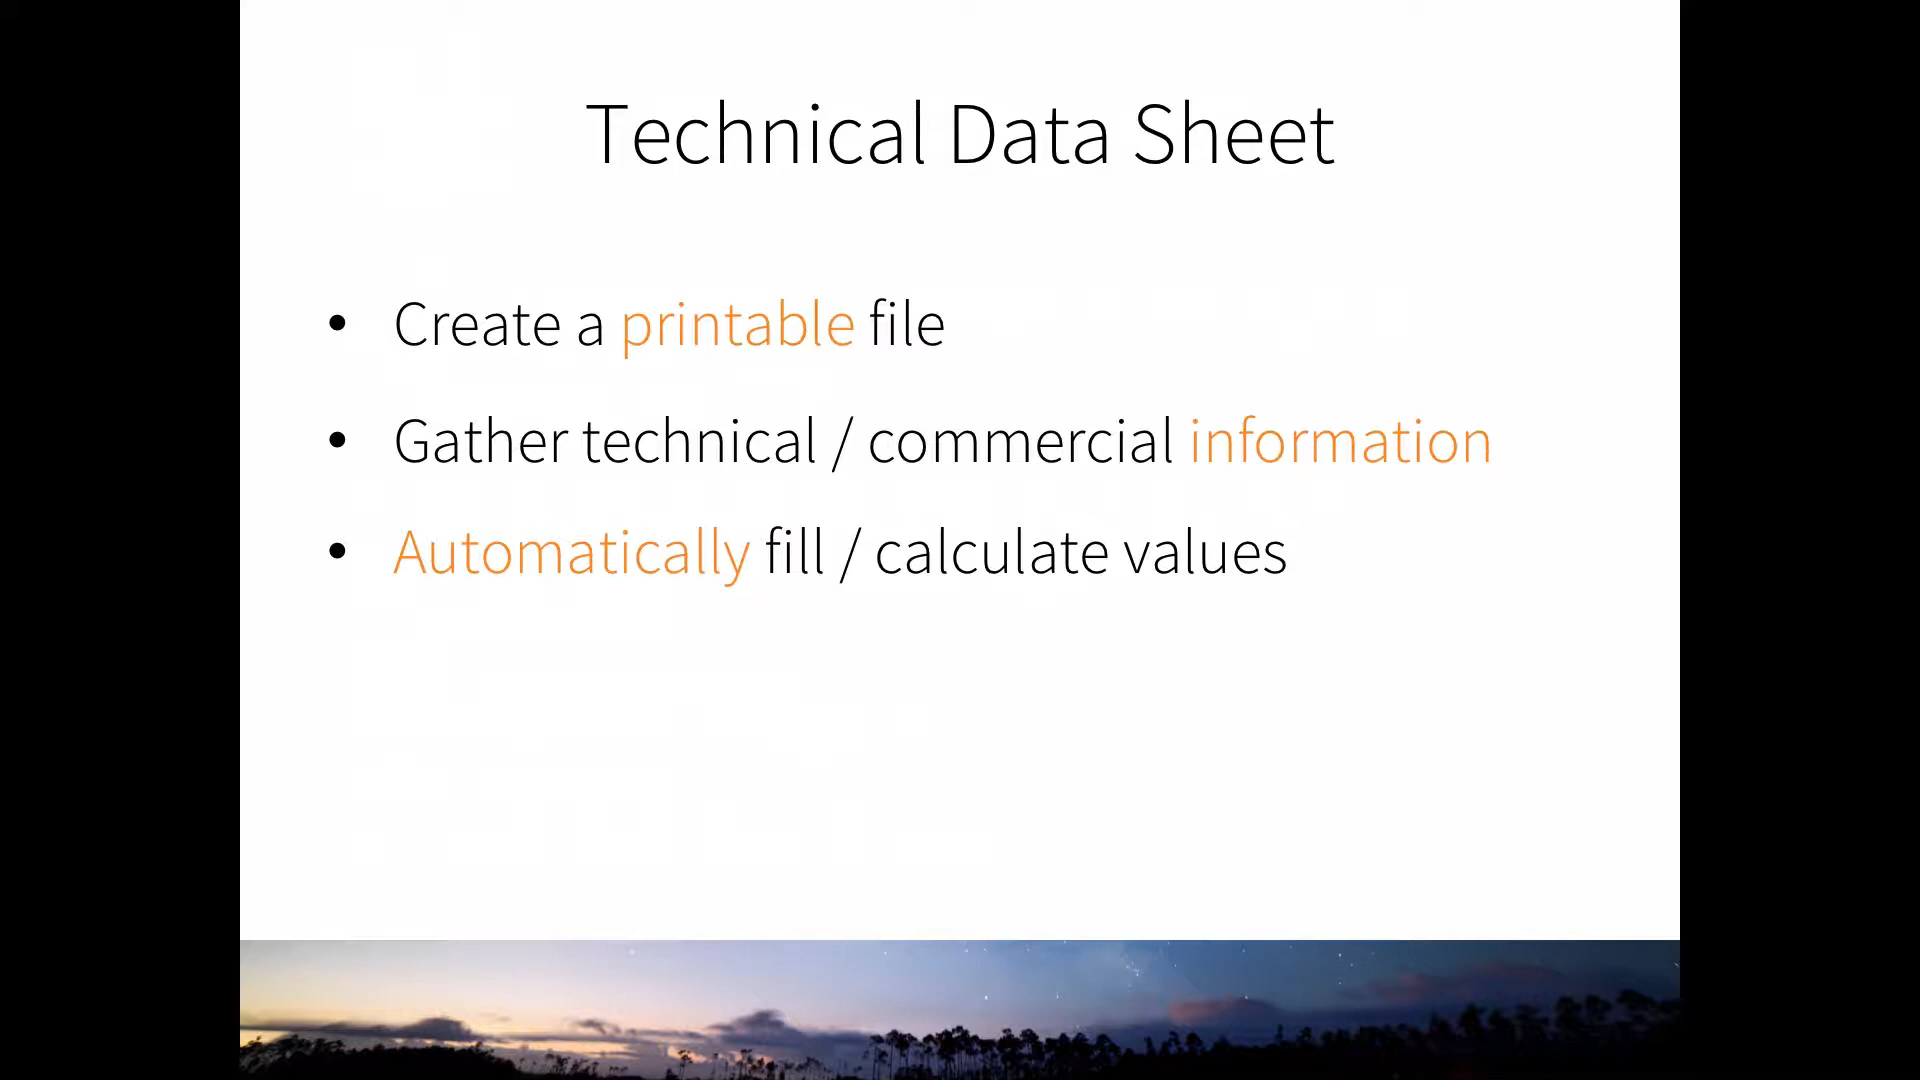 Technical Data Sheet
• Create a printable file
• Gather technical / commercial information
• Automatically fill / calculate values